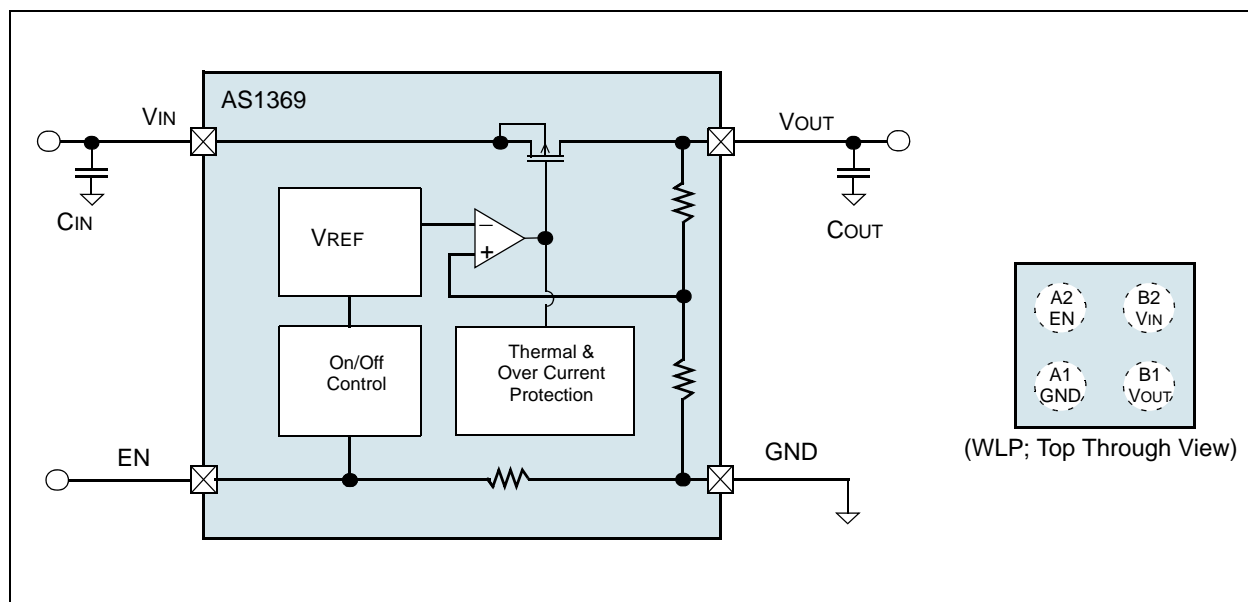 AS1369
VIN
VOUT
CIN
COUT
VREF
−
+
On/Off
Control
Thermal &
Over Current
Protection
EN
GND
A2
EN
B2
VIN
A1
GND
B1
VOUT
(WLP; Top Through View)